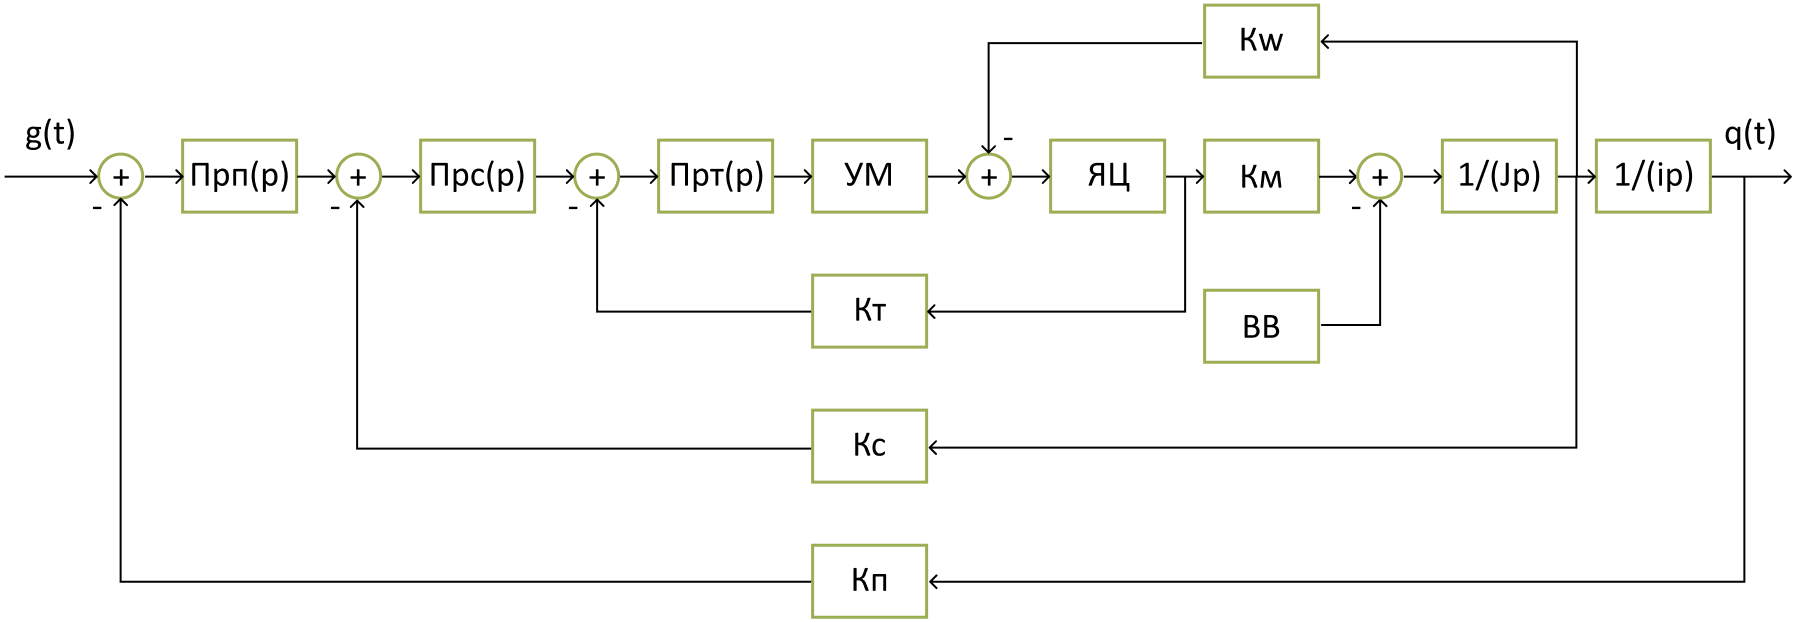 Kw
g(t)
-
q(t)
+
Прп(p)
+
Прс(p)
+
Прт(p)
УМ
+
ЯЦ
Км
+
1/(Jp)
1/(ip)
-
-
-
-
Кт
ВВ
Кс
Кп